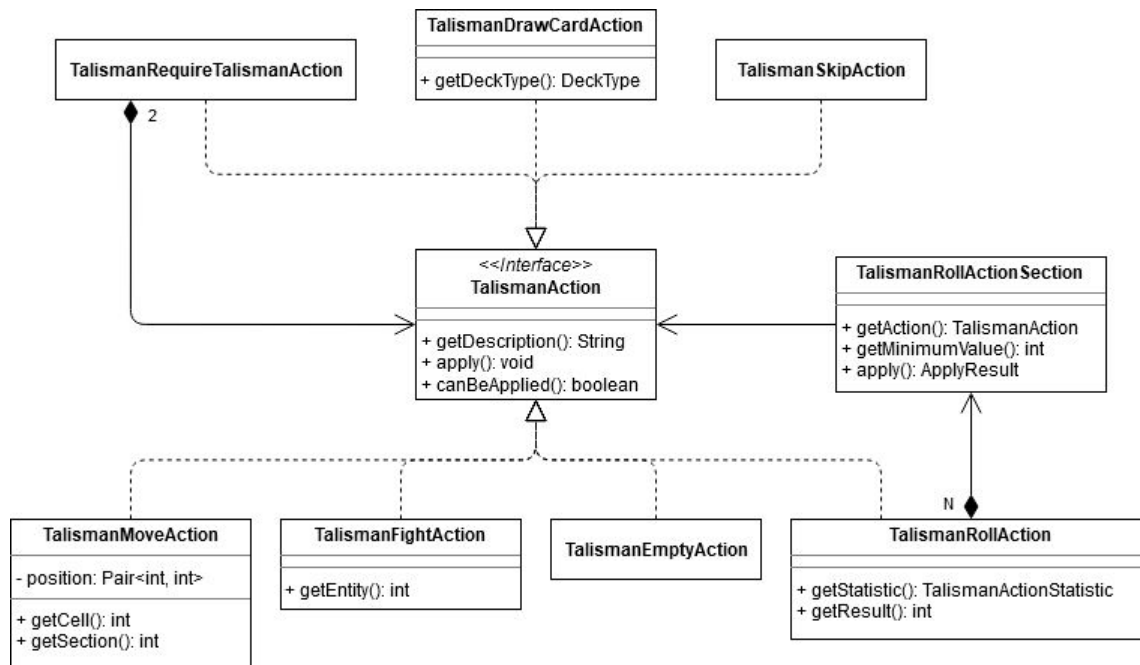 TalismanRequireTalismanAction
2
TalismanDrawCardAction
+ getDeckType(): DeckType
TalismanSkipAction
<<Interface>>
TalismanAction
+ getDescription(): String
+ apply(): void
+ canBeApplied(): boolean
TalismanRollActionSection
+ getAction(): TalismanAction
+ getMinimumValue(): int
+ apply(): ApplyResult
TalismanMoveAction
- position: Pair<int, int>
+ getCell(): int
+ getSection(): int
TalismanFightAction
+ getEntity(): int
TalismanEmptyAction
N
TalismanRollAction
+ getStatistic(): TalismanActionStatistic
+ getResult(): int